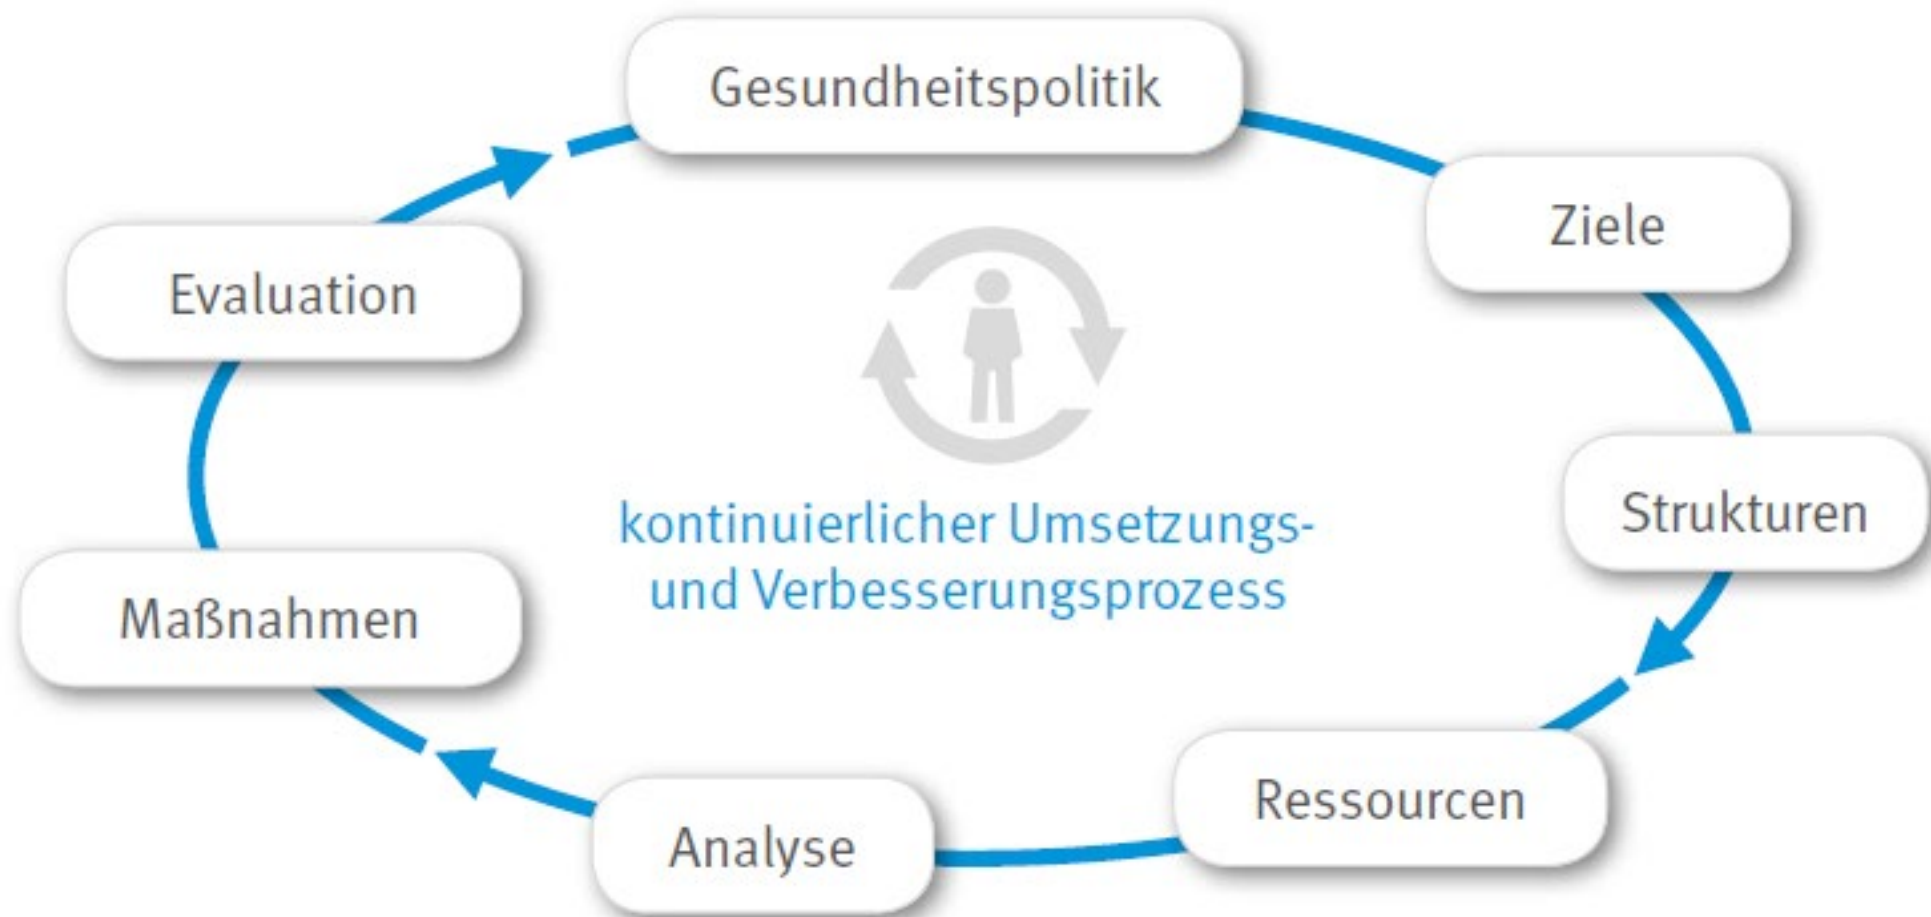 Gesundheitspolitik
Ziele
Strukturen
Ressourcen
Analyse
Maßnahmen
Evaluation
kontinuierlicher Umsetzungs-
und Verbesserungsprozess